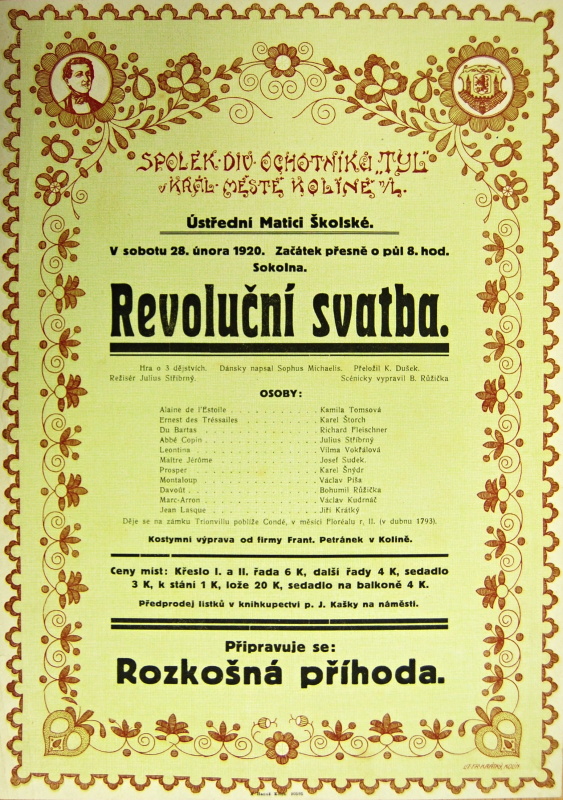 SPOLEK·DIV·OCHOTNÍKŮ „TYL"
V KRÁL·MĚSTĚ KOLÍNĚ n/L.
Ústřední Matici Školské.
V sobotu 28. února 1920. Začátek přesně o půl 8. hod.
Sokolna.
Revoluční svatba.
Hra o 3 dějstvích. Dánsky napsal Sophus Michaelis. Přeložil K. Dušek.
Režisér Julius Stříbrný. Scénicky vypravil B. Růžička
OSOBY:
Alaine de l'Estoile . . . . . . . . . . . Kamila Tomsová
Ernest des Tréssailes . . . . . . . . . . . Karel Štorch
Du Bartas . . . . . . . . . . . Richard Fleischner
Abbé Copin . . . . . . . . . . . Julius Stříbrný
Leontina . . . . . . . . . . . Vilma Vokřálová
Maitre Jérôme . . . . . . . . . . . Josef Sudek.
Prosper . . . . . . . . . . . Karel Šnýdr
Montaloup . . . . . . . . . . . Václav Píša
Davoût . . . . . . . . . . . Bohumil Růžička
Marc-Arron . . . . . . . . . . . Václav Kudrnáč
Jean Lasque . . . . . . . . . . . Jiří Krátký
Děje se na zámku Trionvillu poblíže Condé, v měsíci Floréalu r, II. (v dubnu 1793).
Kostymní výprava od firmy Frant. Petránek v Kolíně.
Ceny míst: Křeslo I. a II. řada 6 K, další řady 4 K, sedadlo
3 K, k stání 1 K, lože 20 K, sedadlo na balkoně 4 K.
Předprodej lístků v knihkupectví p. J. Kašky na náměstí.
Připravuje se:
Rozkošná příhoda.